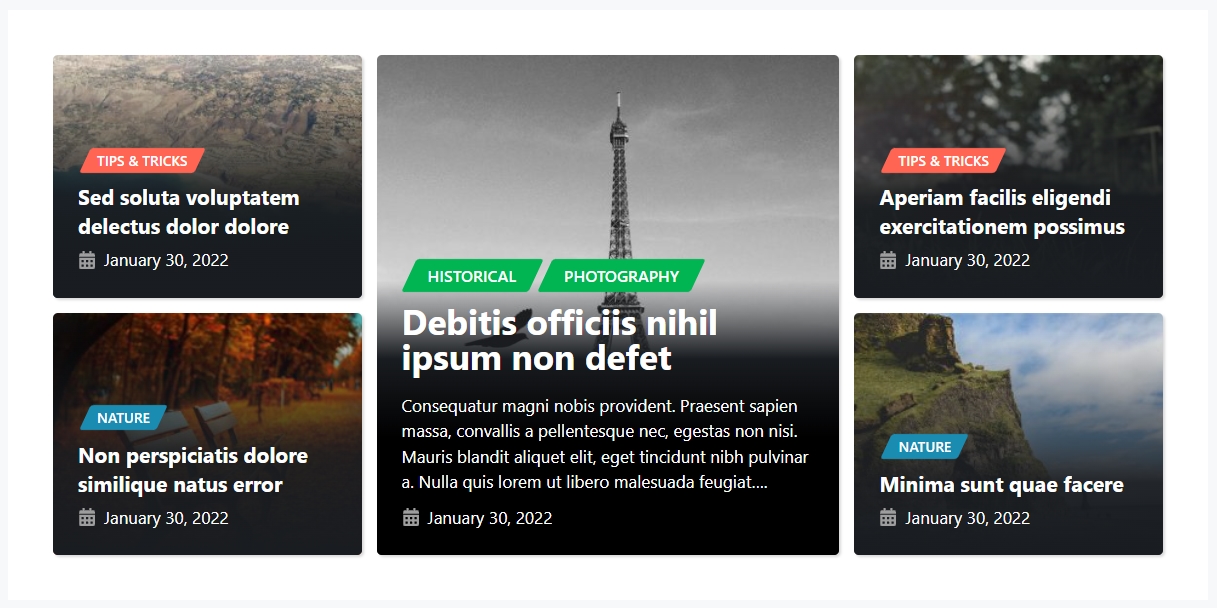 TIPS & TRICKS
Sed soluta voluptatem
delectus dolor dolore
January 30, 2022
NATURE
Non perspiciatis dolore
similique natus error
January 30, 2022
HISTORICAL
PHOTOGRAPHY
Debitis officiis nihil
ipsum non defet
Consequatur magni nobis provident. Praesent sapien
massa, convallis a pellentesque nec, egestas non nisi.
Mauris blandit aliquet elit, eget tincidunt nibh pulvinar
a. Nulla quis lorem ut libero malesuada feugiat....
January 30, 2022
TIPS & TRICKS
Aperiam facilis eligendi
exercitationem possimus
January 30, 2022
NATURE
Minima sunt quae facere
January 30, 2022